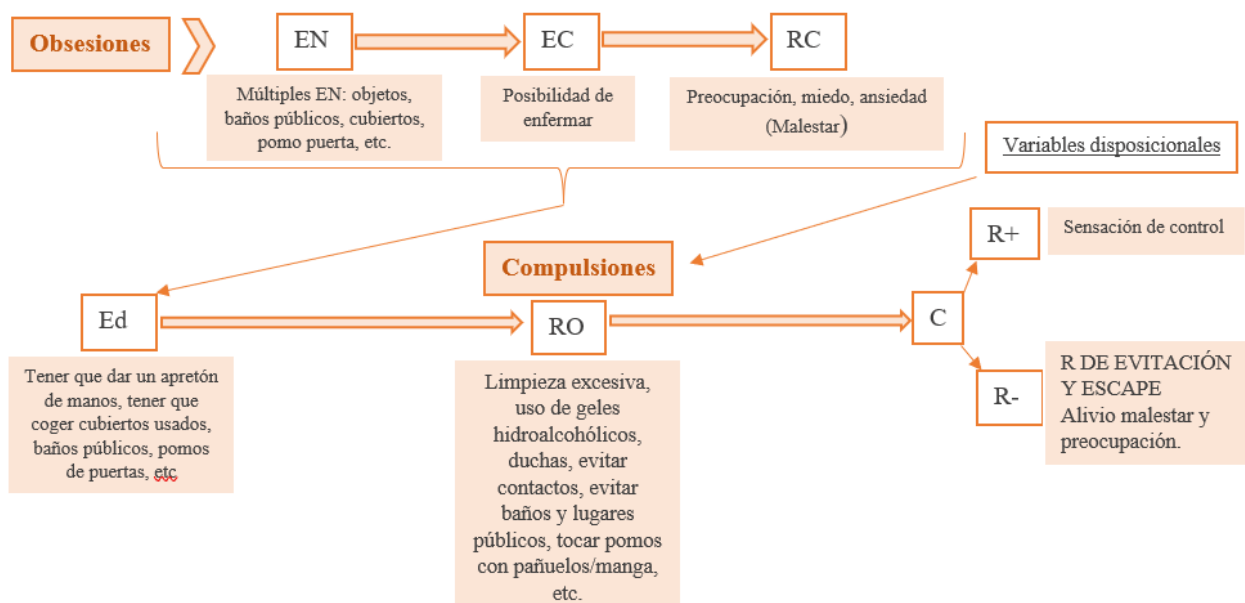 Obsesiones
EN
EC
RC
Múltiples EN: objetos,
baños públicos, cubiertos,
pomo puerta, etc.
Posibilidad de
enfermar
Preocupación, miedo, ansiedad
(Malestar)
Variables disposicionales
R+
Sensación de control
Compulsiones
Ed
RO
C
Tener que dar un apretón
de manos, tener que
coger cubiertos usados,
baños públicos, pomos
de puertas, etc
Limpieza excesiva,
uso de geles
hidroalcohólicos,
duchas, evitar
contactos, evitar
baños y lugares
públicos, tocar pomos
con pañuelos/manga,
etc.
R-
R DE EVITACIÓN
Y ESCAPE
Alivio malestar y
preocupación.